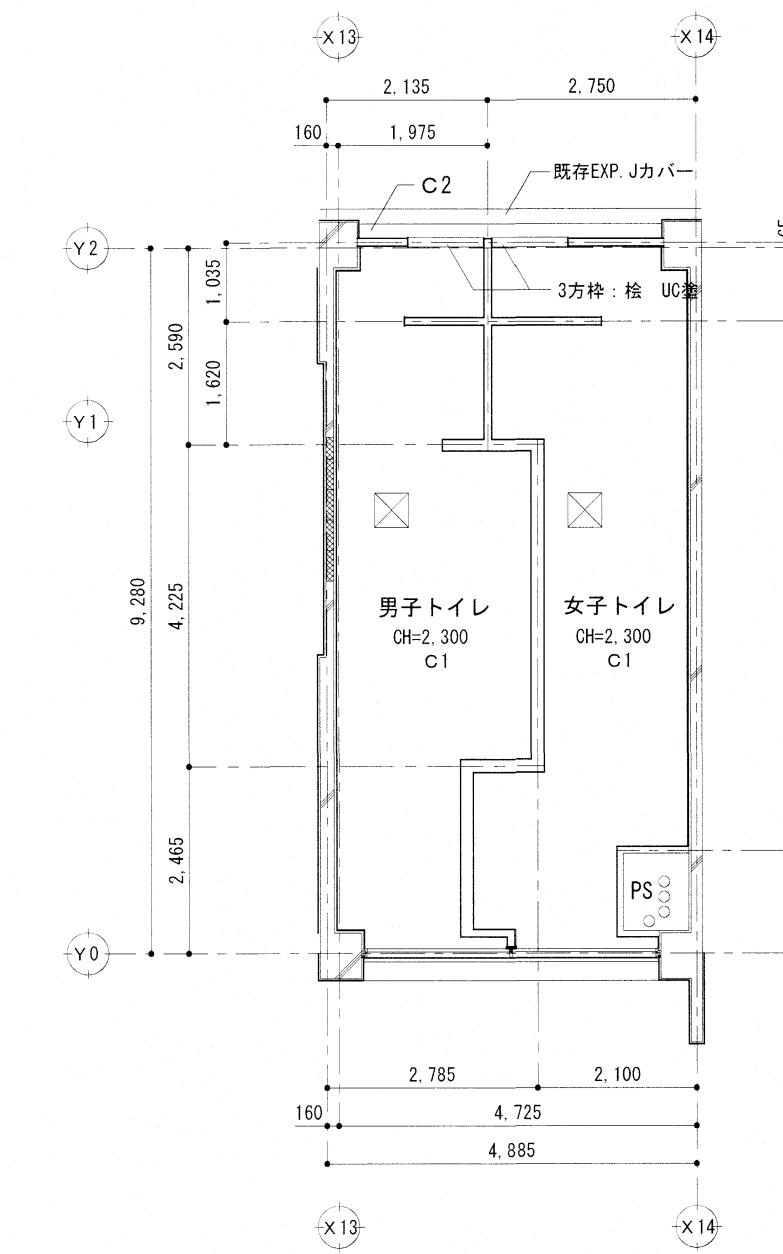 X13
X14
2,135
2,750
160
1,975
C2
既存EXP.Jカバー
Y2
1,035
3方枠：桧 UC塗
2,590
1,620
Y1
9,280
4,225
男子トイレ
CH=2,300
C1
女子トイレ
CH=2,300
C1
2,465
PS
Y0
2,785
2,100
160
4,725
4,885
X13
X14